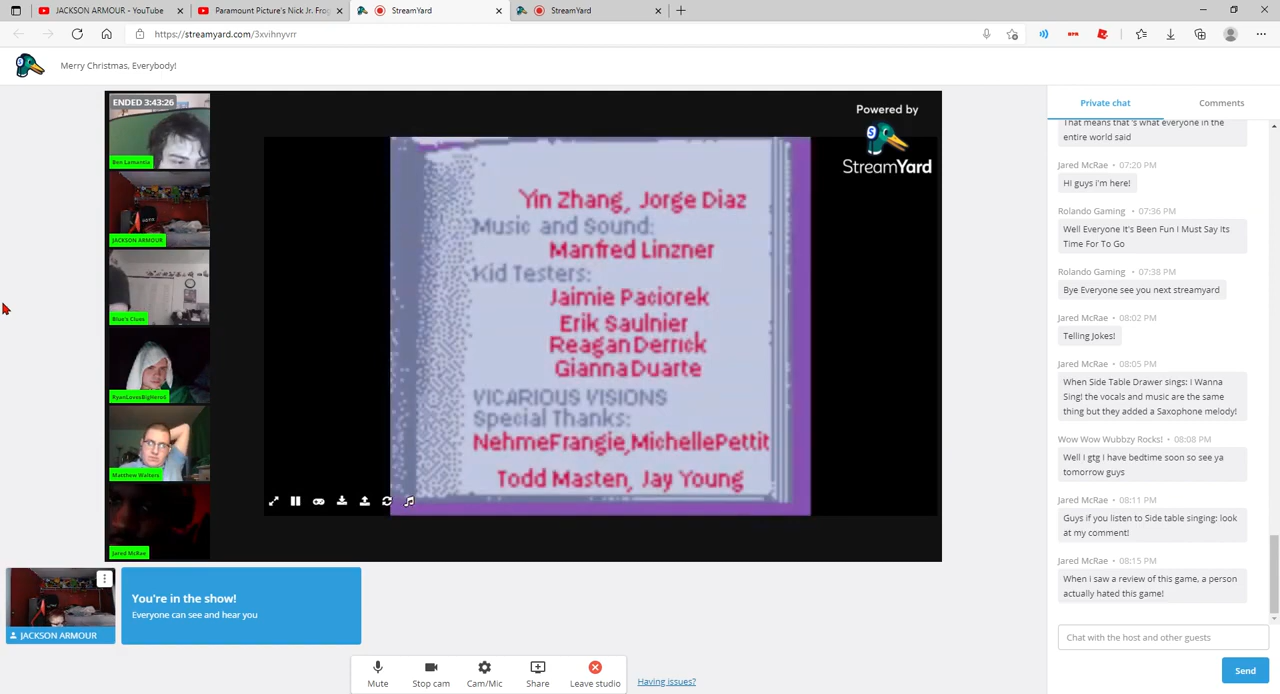 JACKSON ARMOUR - YouTube
Paramount Picture's Nick Jr. Frog
StreamYard
StreamYard
https://streamyard.com/3xvihnyvrr
Merry Christmas, Everybody!
ENDED 3:43:26
Ben Lamantia
JACKSON ARMOUR
Blue's Clues
RyanLovesBigHero6
Matthew Walters
Jared McRae
Powered by
StreamYard
Yin Zhang, Jorge Diaz
Music and Sound:
Manfred Linzner
Kid Testers:
Jaimie Paciorek
Erik Saulnier
Reagan Derrick
Gianna Duarte
VICARIOUS VISIONS
Special Thanks:
NehmeFrangie,MichellePettit
Todd Masten, Jay Young
JACKSON ARMOUR
You're in the show!
Everyone can see and hear you
Mute
Stop cam
Cam/Mic
Share
Leave studio
Having issues?
Private chat
Comments
That means that 's what everyone in the
entire world said
Jared McRae • 07:20 PM
Hi guys i'm here!
Rolando Gaming • 07:36 PM
Well Everyone It's Been Fun I Must Say Its
Time For To Go
Rolando Gaming • 07:38 PM
Bye Everyone see you next streamyard
Jared McRae • 08:02 PM
Telling Jokes!
Jared McRae • 08:05 PM
When Side Table Drawer sings: I Wanna
Sing! the vocals and music are the same
thing but they added a Saxophone melody!
Wow Wow Wubbzy Rocks! • 08:08 PM
Well I gtg I have bedtime soon so see ya
tomorrow guys
Jared McRae • 08:11 PM
Guys if you listen to Side table singing: look
at my comment!
Jared McRae • 08:15 PM
When i saw a review of this game, a person
actually hated this game!
Chat with the host and other guests
Send